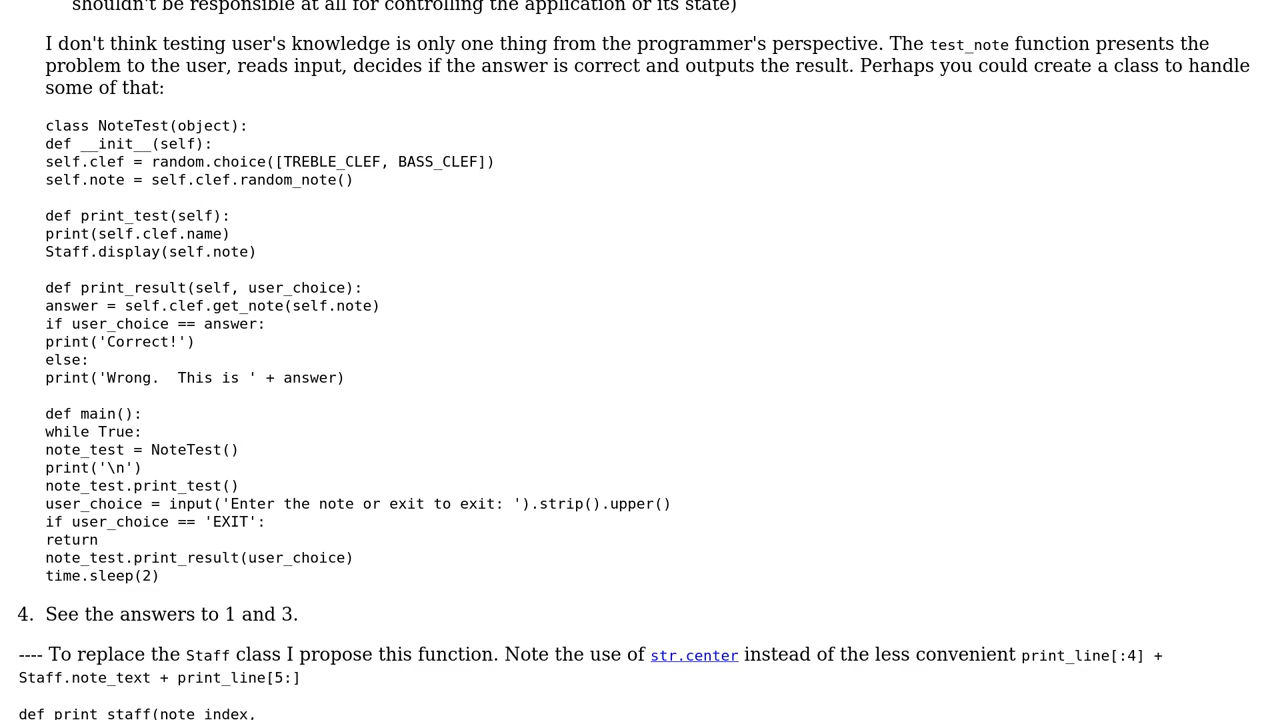 shouldn't be responsible at all for controlling the application or its state)
I don't think testing user's knowledge is only one thing from the programmer's perspective. The test_note function presents the
problem to the user, reads input, decides if the answer is correct and outputs the result. Perhaps you could create a class to handle
some of that:
class NoteTest(object):
def __init__(self):
self.clef = random.choice([TREBLE_CLEF, BASS_CLEF])
self.note = self.clef.random_note()
def print_test(self):
print(self.clef.name)
Staff.display(self.note)
def print_result(self, user_choice):
answer = self.clef.get_note(self.note)
if user_choice == answer:
print('Correct!')
else:
print('Wrong.  This is ' + answer)
def main():
while True:
note_test = NoteTest()
print('\n')
note_test.print_test()
user_choice = input('Enter the note or exit to exit: ').strip().upper()
if user_choice == 'EXIT':
return
note_test.print_result(user_choice)
time.sleep(2)
4. See the answers to 1 and 3.
---- To replace the Staff class I propose this function. Note the use of str.center instead of the less convenient print_line[:4] +
Staff.note_text + print_line[5:]
def print_staff(note_index,